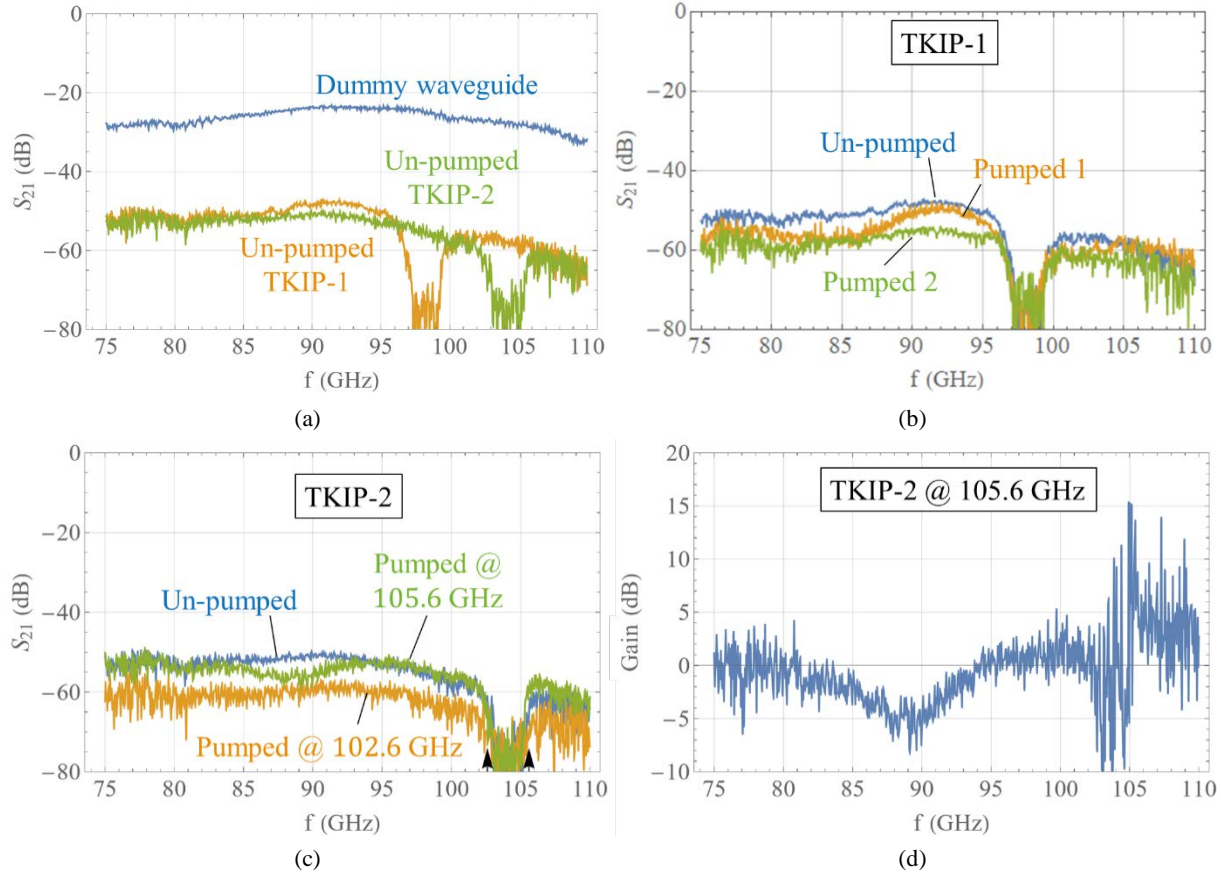 0
−20
−40
−60
−80
S21 (dB)
Dummy waveguide
Un-pumped
TKIP-2
Un-pumped
TKIP-1
75 80 85 90 95 100 105 110
f (GHz)
(a)
0
−20
−40
−60
−80
S21 (dB)
TKIP-1
Un-pumped
Pumped 1
Pumped 2
75 80 85 90 95 100 105 110
f (GHz)
(b)
0
−20
−40
−60
−80
S21 (dB)
TKIP-2
Pumped @
105.6 GHz
Un-pumped
Pumped @ 102.6 GHz
75 80 85 90 95 100 105 110
f (GHz)
(c)
20
15
10
5
0
−5
−10
Gain (dB)
TKIP-2 @ 105.6 GHz
75 80 85 90 95 100 105 110
f (GHz)
(d)